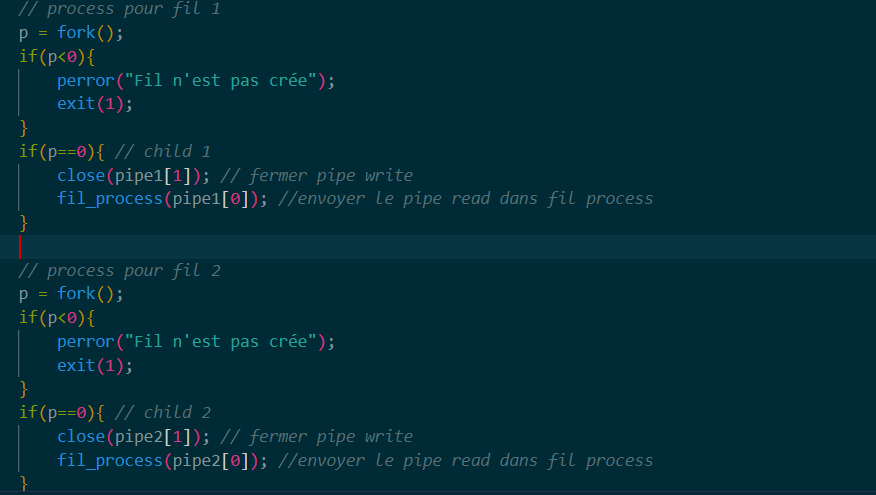 // process pour fil 1
p = fork();
if(p<0){
perror("Fil n'est pas crée");
exit(1);
}
if(p==0){ // child 1
close(pipe1[1]); // fermer pipe write
fil_process(pipe1[0]); //envoyer le pipe read dans fil process
}
// process pour fil 2
p = fork();
if(p<0){
perror("Fil n'est pas crée");
exit(1);
}
if(p==0){ // child 2
close(pipe2[1]); // fermer pipe write
fil_process(pipe2[0]); //envoyer le pipe read dans fil process
}